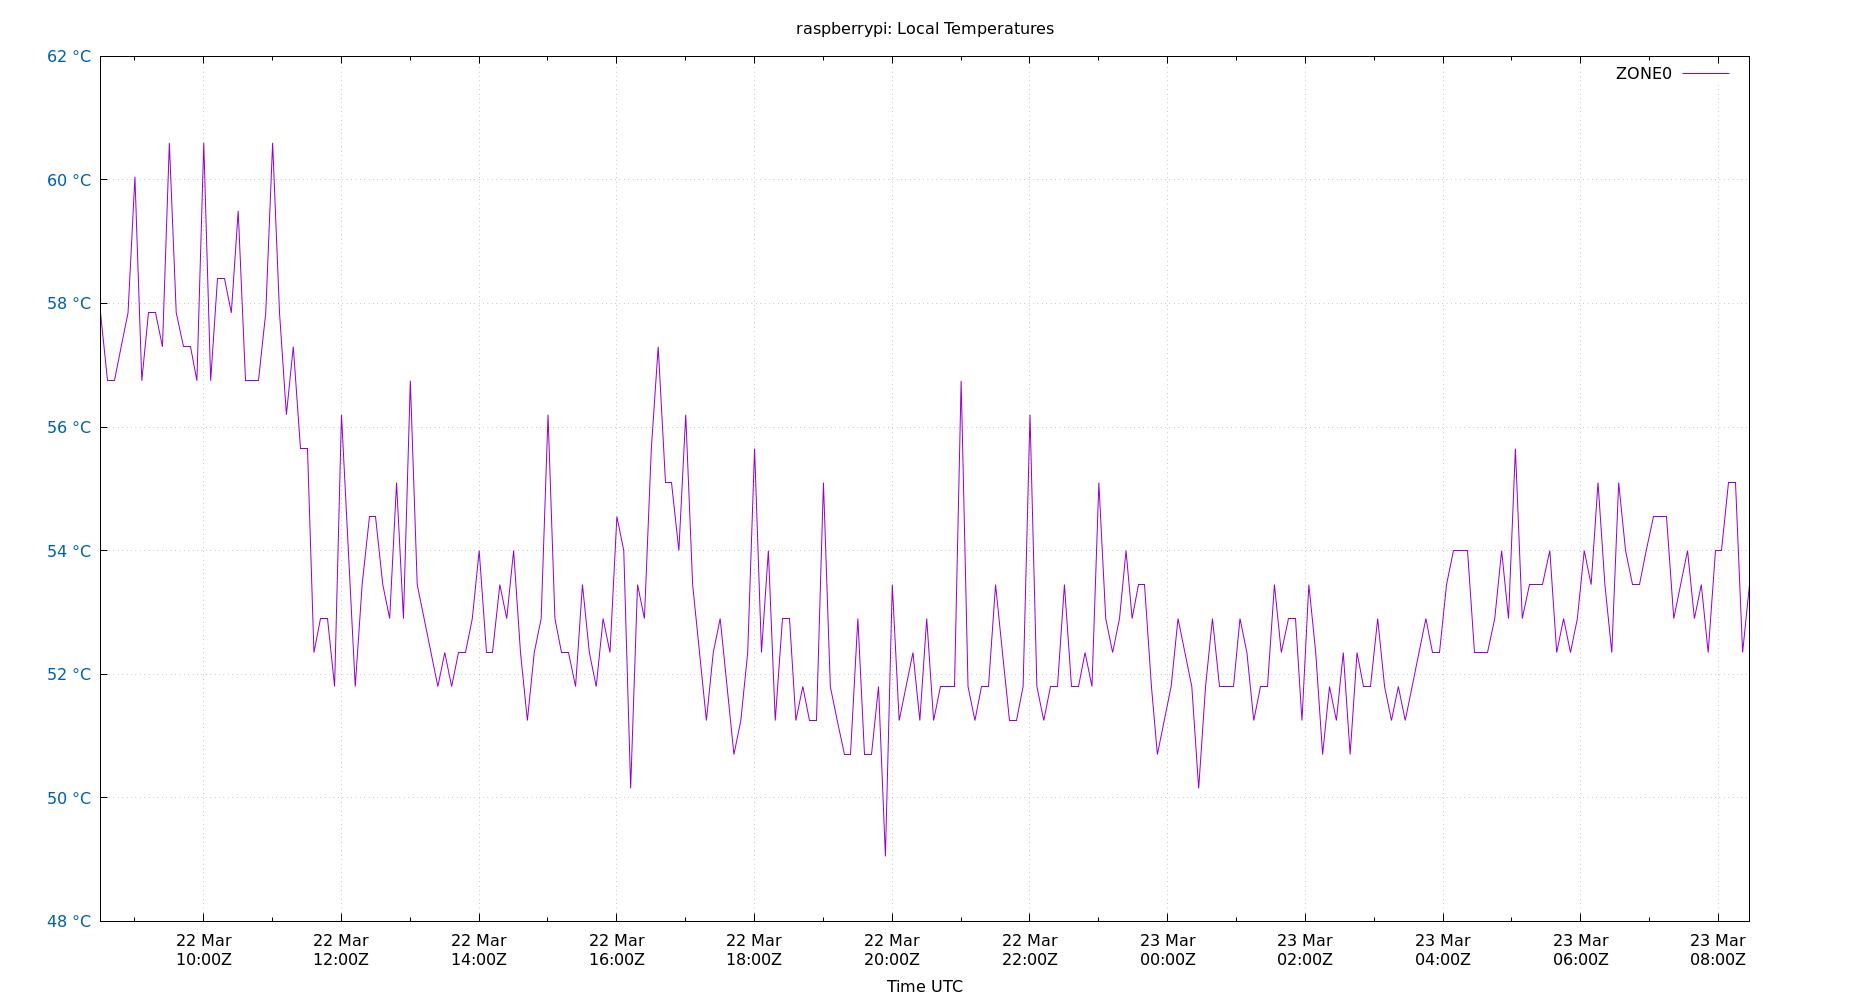 raspberrypi: Local Temperatures
62 °C
ZONE0
60 °C
58 °C
56 °C
54 °C
52 °C
50 °C
48 °C
22 Mar 22 Mar 22 Mar 22 Mar 22 Mar 22 Mar 22 Mar 23 Mar 23 Mar 23 Mar 23 Mar 23 Mar
10:00Z 12:00Z 14:00Z 16:00Z 18:00Z 20:00Z 22:00Z 00:00Z 02:00Z 04:00Z 06:00Z 08:00Z
Time UTC